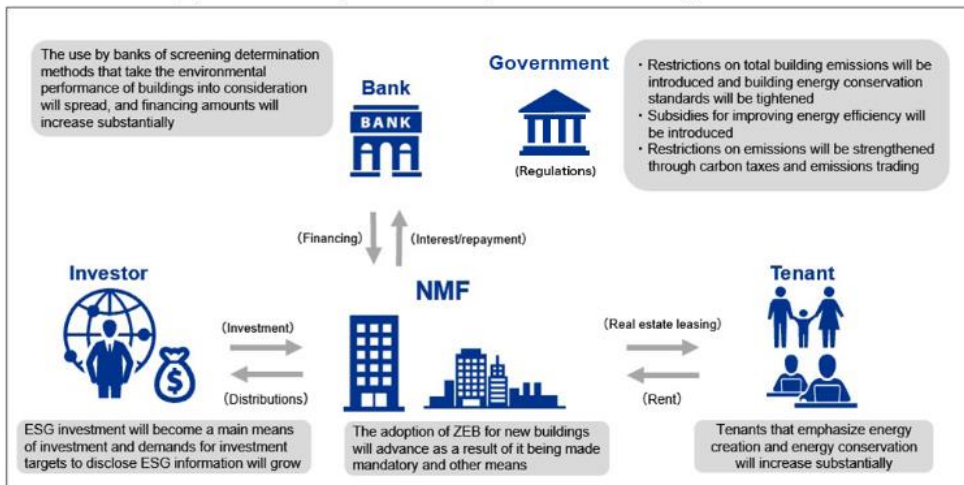 The use by banks of screening determination
methods that take the environmental
performance of buildings into consideration
will spread, and financing amounts will
increase substantially
Bank
BANK
Government
(Regulations)
・Restrictions on total building emissions will be
introduced and building energy conservation
standards will be tightened
・Subsidies for improving energy efficiency will
be introduced
・Restrictions on emissions will be strengthened
through carbon taxes and emissions trading
(Financing)
(Interest/repayment)
Investor
NMF
Tenant
(Investment)
(Distributions)
$
(Real estate leasing)
(Rent)
ESG investment will become a main means
of investment and demands for investment
targets to disclose ESG information will grow
The adoption of ZEB for new buildings
will advance as a result of it being made
mandatory and other means
Tenants that emphasize energy
creation and energy conservation
will increase substantially